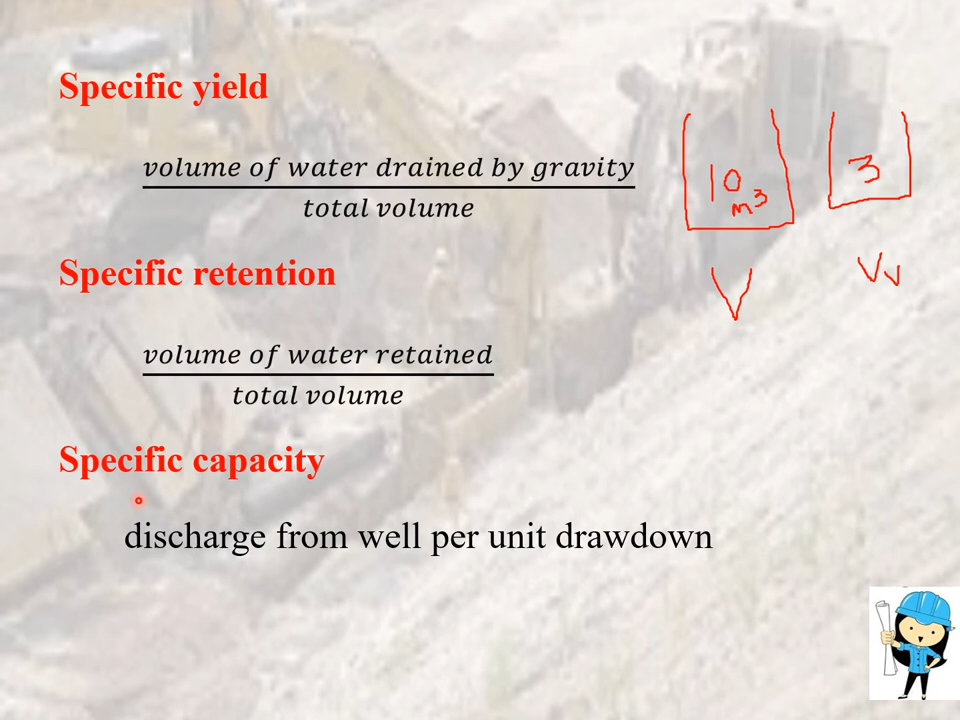 Specific yield
volume of water drained by gravity
total volume
Specific retention
volume of water retained
total volume
Specific capacity
discharge from well per unit drawdown
10
m3
3
V
Vv